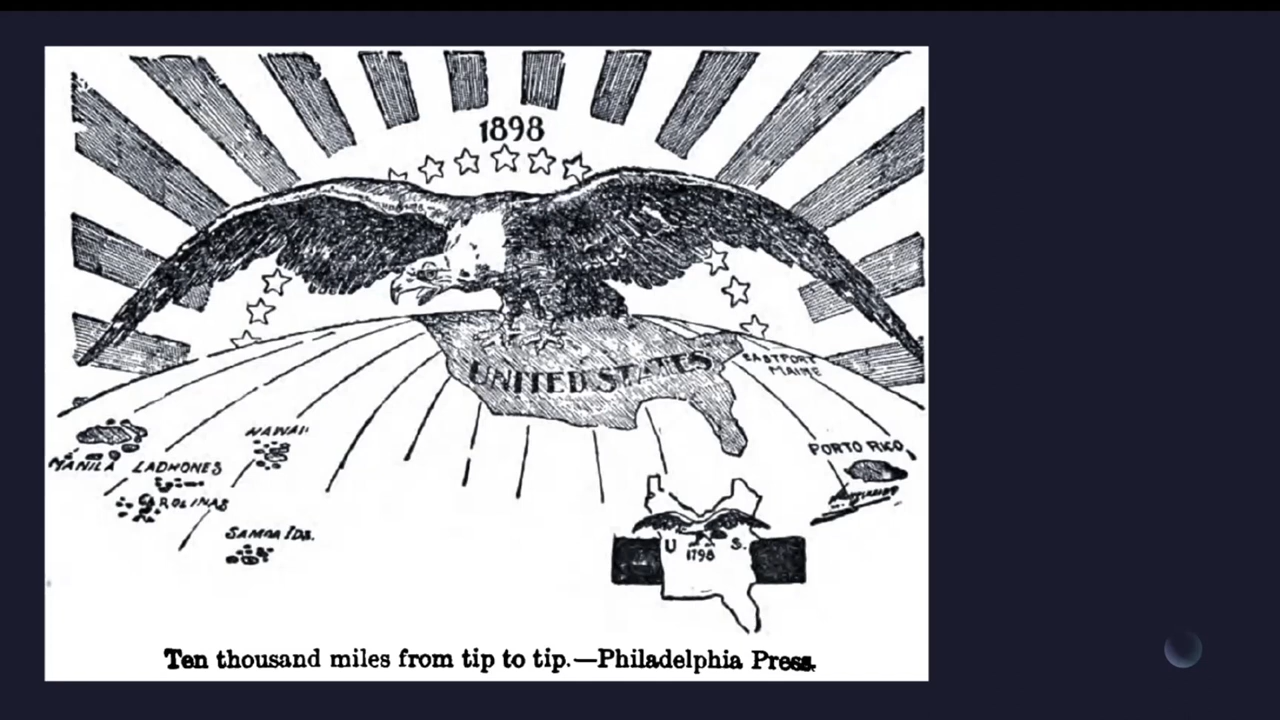 1898
UNITED STATES
EASTPORT
MAINE
HAWAII
PORTO RICO
MANILA LADRONES
CAROLINAS
SAMOA IDS.
U S.
1798
Ten thousand miles from tip to tip.—Philadelphia Press.